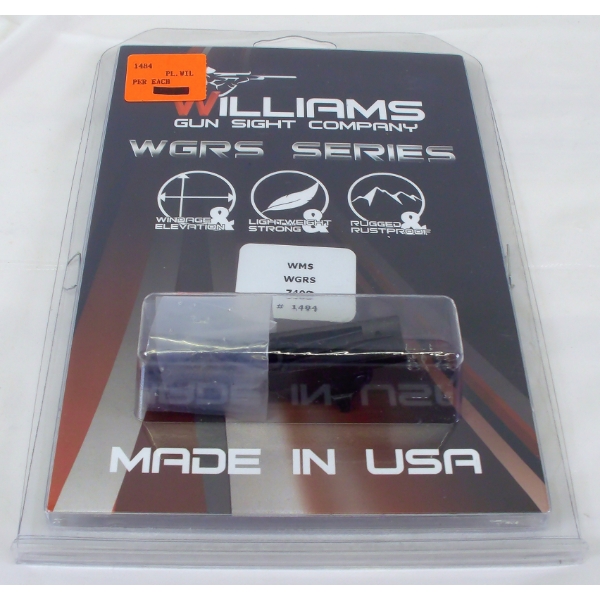 1484
PL.WIL
PER EACH
WILLIAMS
GUN SIGHT COMPANY
WGRS SERIES
WINDAGE &
ELEVATION
LIGHTWEIGHT &
STRONG
RUGGED &
RUSTPROOF
WMS
WGRS
# 1484
MADE IN USA